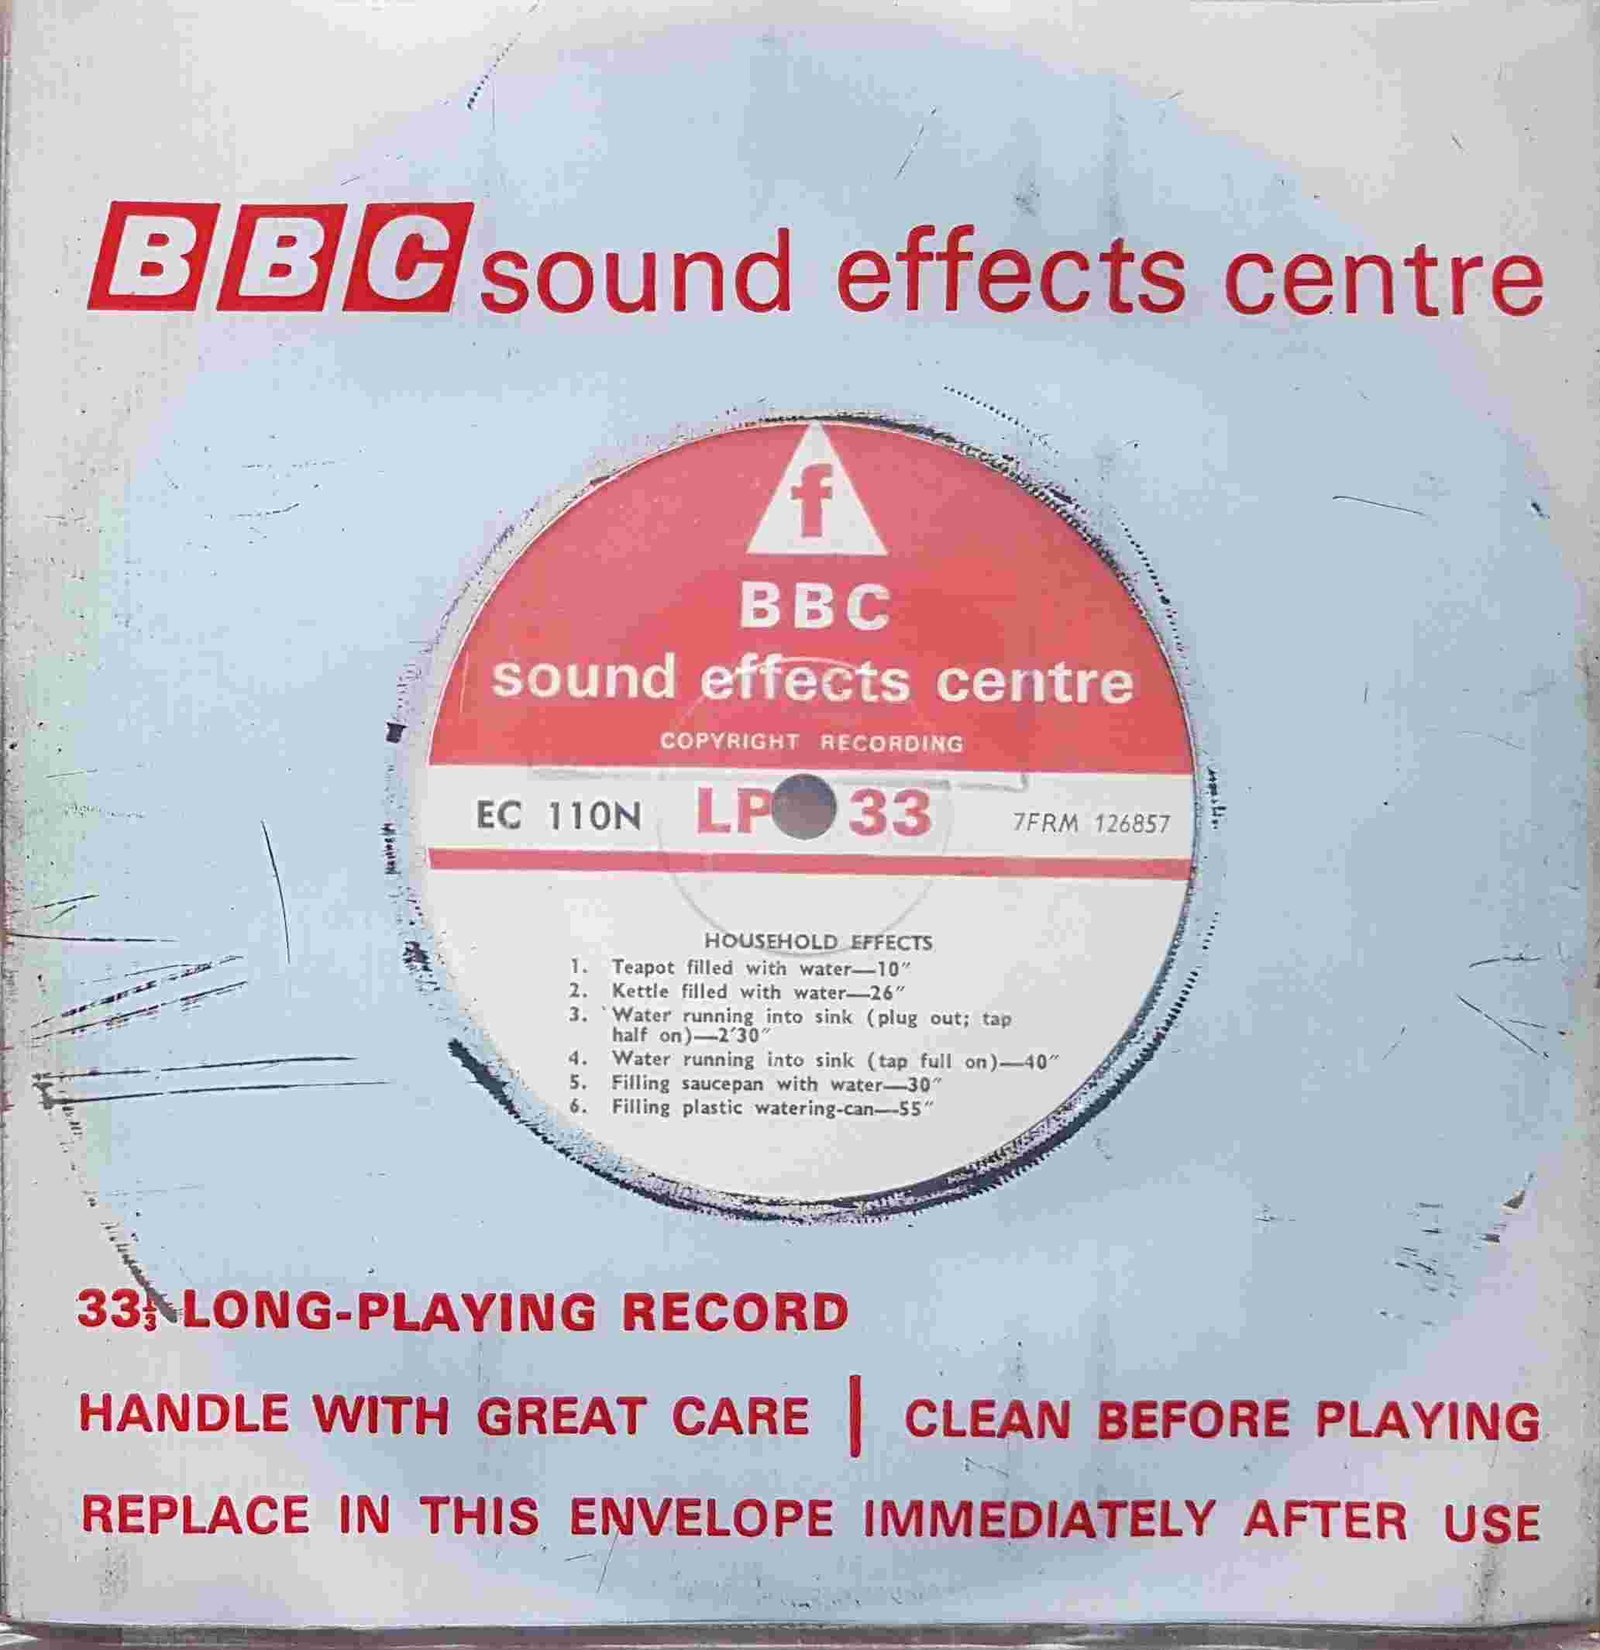 BBC sound effects centre
f
BBC
sound effects centre
COPYRIGHT RECORDING
EC 110N LP 33 7FRM 126857
HOUSEHOLD EFFECTS
1. Teapot filled with water—10″
2. Kettle filled with water—26″
3. Water running into sink (plug out; tap
half on)—2′30″
4. Water running into sink (tap full on)—40″
5. Filling saucepan with water—30″
6. Filling plastic watering-can—55″
33⅓ LONG-PLAYING RECORD
HANDLE WITH GREAT CARE | CLEAN BEFORE PLAYING
REPLACE IN THIS ENVELOPE IMMEDIATELY AFTER USE